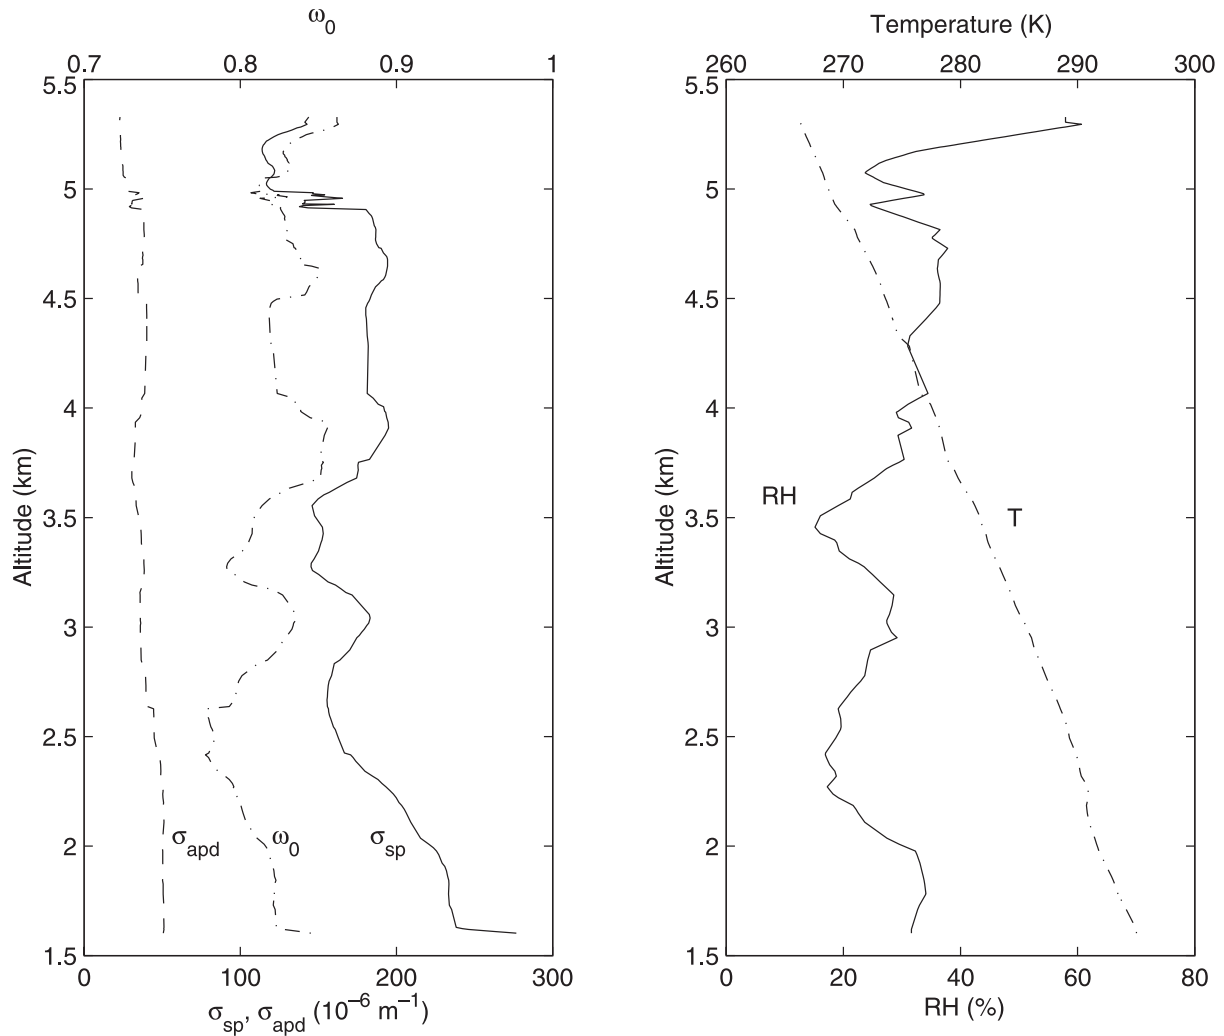 ω0
0.7 0.8 0.9 1
5.5
5
4.5
4
3.5
3
2.5
2
1.5
Altitude (km)
σapd
ω0
σsp
0 100 200 300
σsp, σapd (10−6 m−1)
Temperature (K)
260 270 280 290 300
5.5
5
4.5
4
3.5
3
2.5
2
1.5
Altitude (km)
RH
T
0 20 40 60 80
RH (%)